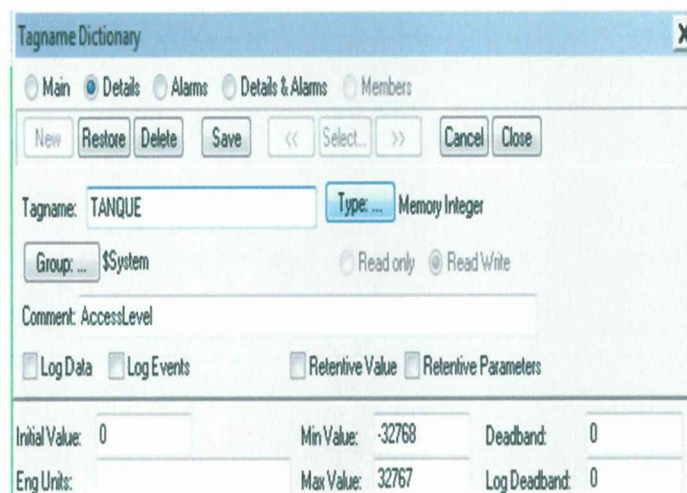 Tagname Dictionary X
Main Details Alarms Details & Alarms Members
New Restore Delete Save << Select... >> Cancel Close
Tagname: TANQUE Type: ... Memory Integer
Group: ... $System Read only Read Write
Comment: AccessLevel
Log Data Log Events Retentive Value Retentive Parameters
Initial Value: 0 Min Value: -32768 Deadband: 0
Eng Units: Max Value: 32767 Log Deadband: 0